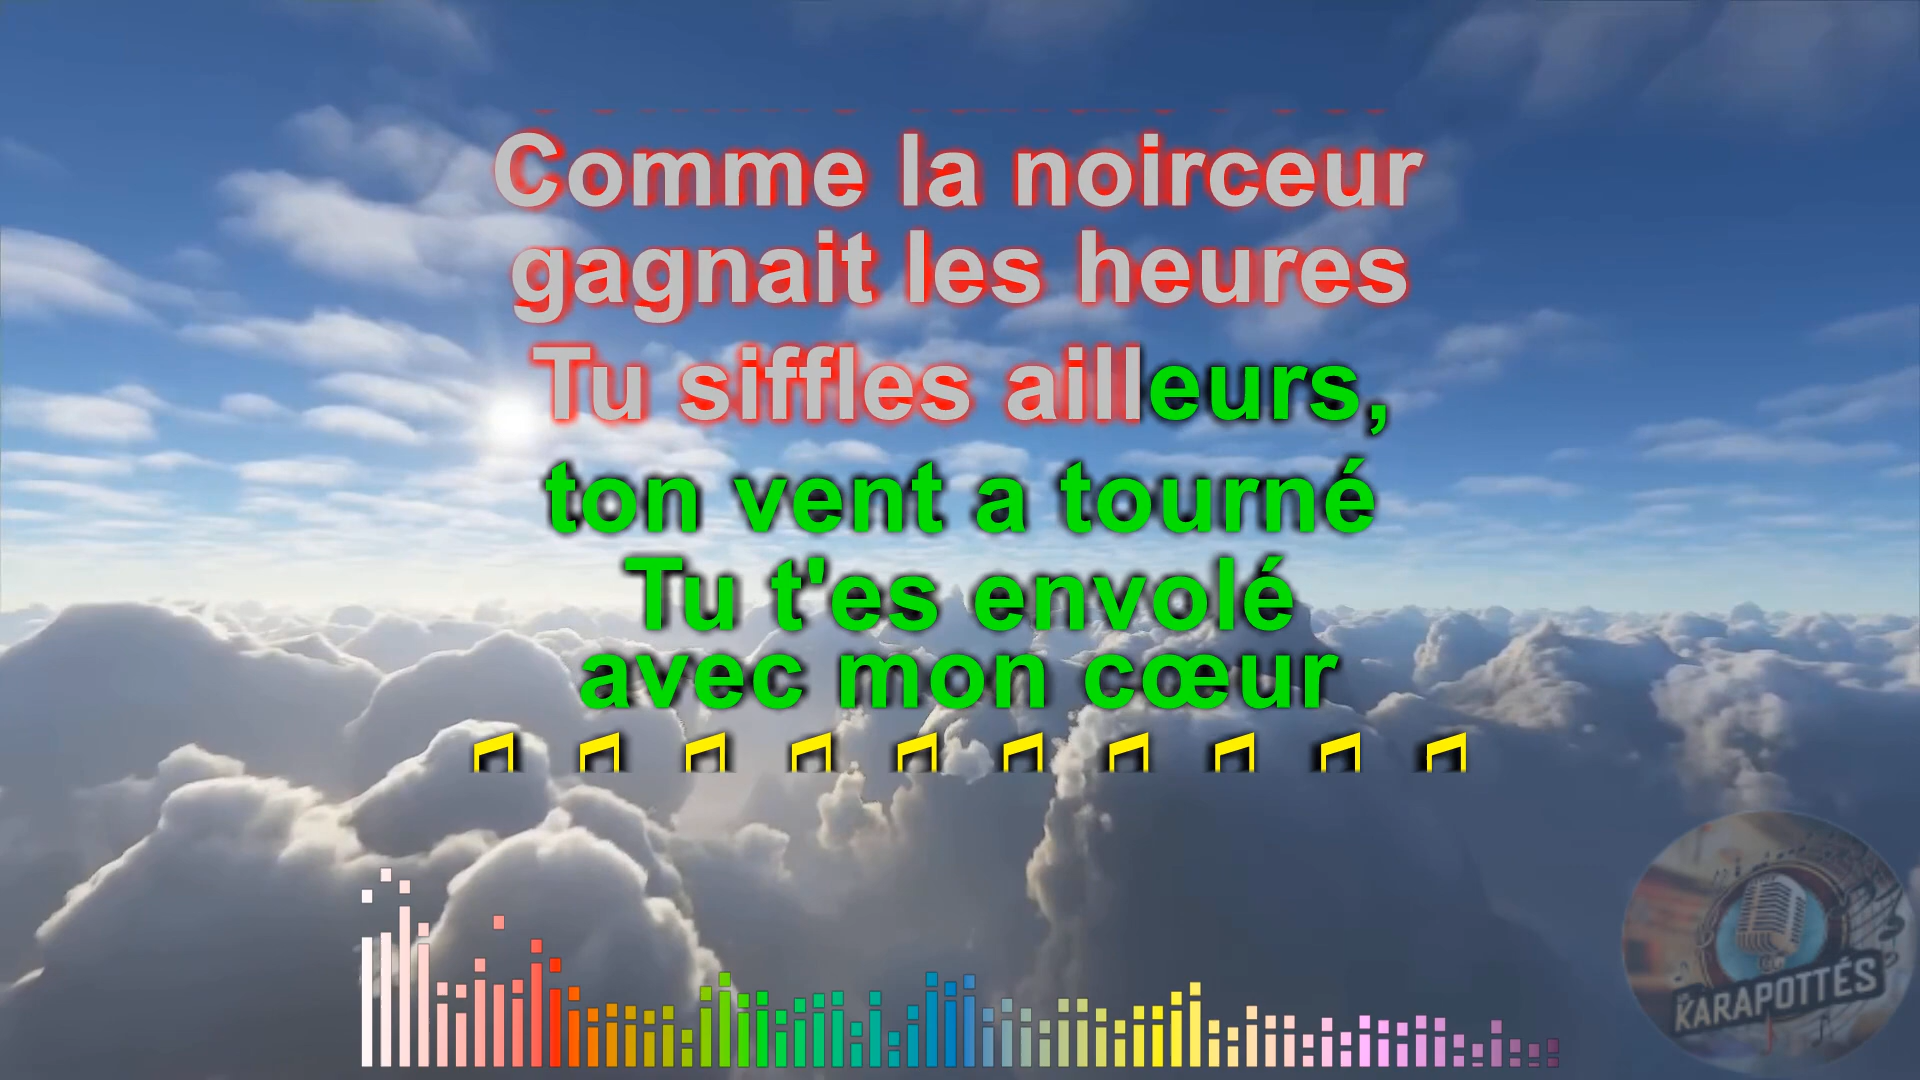 Comme la noirceur
gagnait les heures
Tu siffles ailleurs,
ton vent a tourné
Tu t'es envolé
avec mon cœur
KARAPOTTÉS